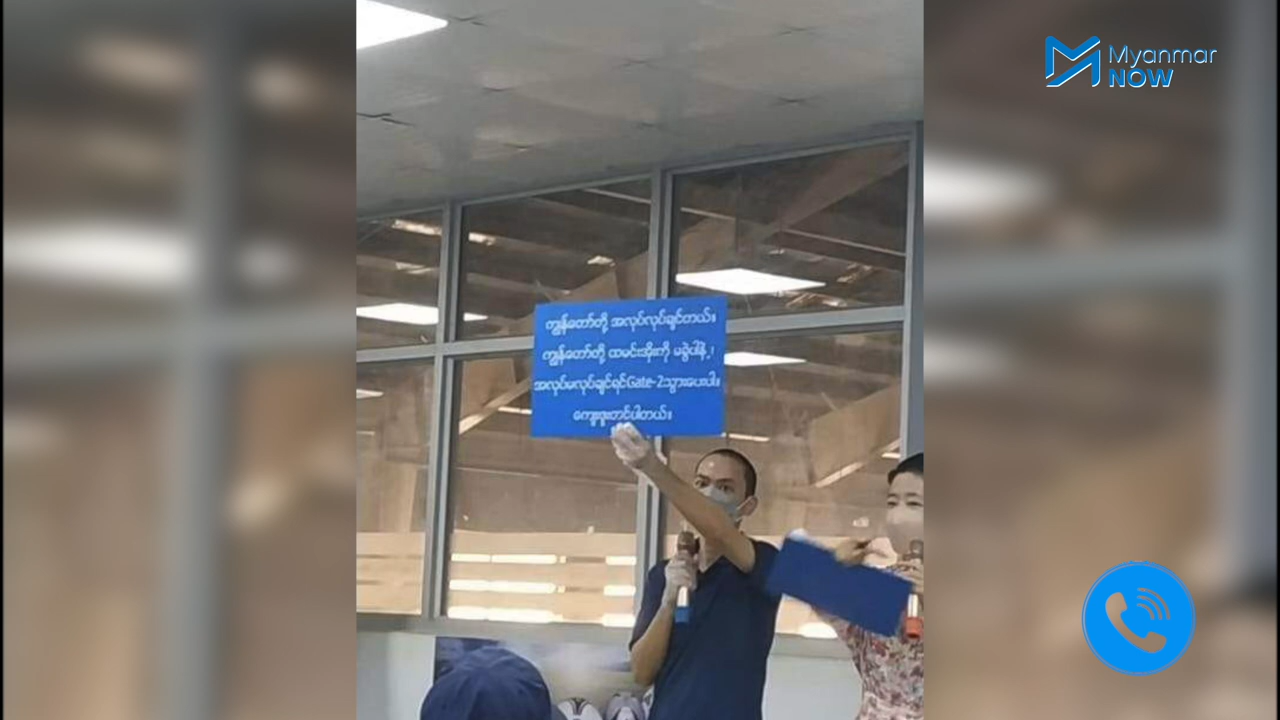 ကျွန်တော်တို့ အလုပ်လုပ်ချင်တယ်။
ကျွန်တော်တို့ ထမင်းအိုးကို မခွဲပါနဲ့!
အလုပ်မလုပ်ချင်ရင်Gate-2သွားပေးပါ။
ကျေးဇူးတင်ပါတယ်။
Myanmar
NOW